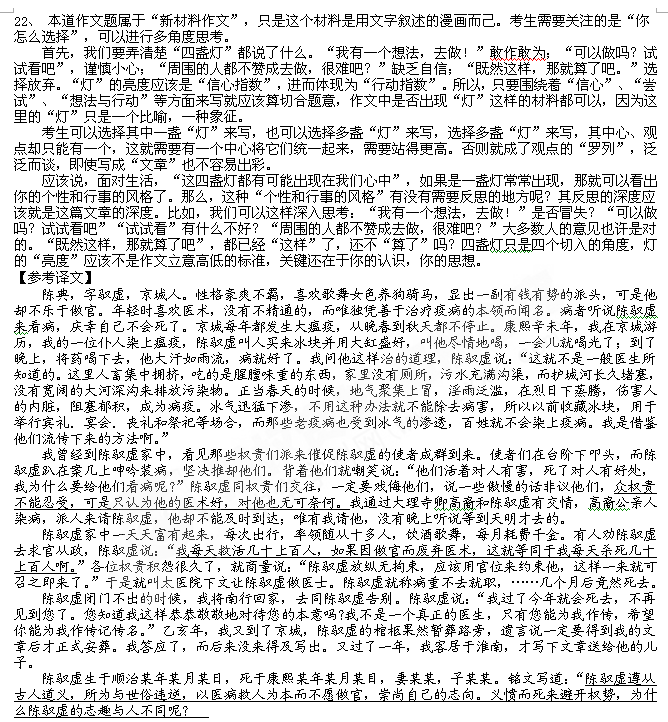 22、 本道作文题属于“新材料作文”,只是这个材料是用文字叙述的漫画而己。考生需要关注的是“你
怎么选择”,可以进行多角度思考。
首先,我们要弄清楚“四盏灯”都说了什么。“我有一个想法,去做!”敢作敢为;“可以做吗?试
试看吧”,谨慎小心;“周围的人都不赞成去做,很难吧?”缺乏自信;“既然这样,那就算了吧。”选
择放弃。“灯”的亮度应该是“信心指数”,进而体现为“行动指数”。所以,只要围绕着“信心”、“尝
试”、“想法与行动”等方面来写就应该算切合题意,作文中是否出现“灯”这样的材料都可以,因为这
里的“灯”只是一个比喻,一种象征。
考生可以选择其中一盏“灯”来写,也可以选择多盏“灯”来写,选择多盏“灯”来写,其中心、观
点却只能有一个,这就需要有一个中心将它们统一起来,需要站得更高。否则就成了观点的“罗列”,泛
泛而谈,即使写成“文章”也不容易出彩。
应该说,面对生活,“这四盏灯都有可能出现在我们心中”,如果是一盏灯常常出现,那就可以看出
你的个性和行事的风格了。那么,这种“个性和行事的风格”有没有需要反思的地方呢?其反思的深度应
该就是这篇文章的深度。比如,我们可以这样深入思考:“我有一个想法,去做!”是否冒失?“可以做
吗?试试看吧”“试试看”有什么不好?“周围的人都不赞成去做,很难吧?”大多数人的意见也许是对
的。“既然这样,那就算了吧”,都已经“这样”了,还不“算了”吗?四盏灯只是四个切入的角度,灯
的“亮度”应该不是作文立意高低的标准,关键还在于你的认识,你的思想。
【参考译文】
陈典,字驭虚,京城人。性格豪爽不羁,喜欢歌舞女色养狗骑马,显出一副有钱有势的派头,可是他
却不乐于做官。年轻时喜欢医术,没有不精通的,而唯独凭善于治疗疫病的本领而闻名。病者听说陈驭虚
来看病,庆幸自己不会死了。京城每年都发生大瘟疫,从晚春到秋天都不停止。康熙辛未年,我在京城游
历,我的一位仆人染上瘟疫,陈驭虚叫人买来冰块并用大缸盛好,叫他尽情地喝,一会儿就喝光了;到了
晚上,将药喝下去,他大汗如雨流,病就好了。我问他这样治的道理,陈驭虚说:“这就不是一般医生所
知道的。这里人畜集中拥挤,吃的是腥膻味重的东西,家里没有厕所,污水充满沟渠,而护城河长久堵塞,
没有宽阔的大河深沟来排放污染物。正当春天的时候,地气聚集上冒,淫雨泛滥,在烈日下蒸腾,伤害人
的内脏,阻塞郁积,成为病疫。冰气迅猛下渗,不用这种办法就不能除去病害,所以以前收藏冰块,用于
举行宾礼、宴会、丧礼和祭祀等场合,而那些老疫病也受到冰气的渗透,百姓就不会染上疫病。我是借鉴
他们流传下来的方法啊。”
我曾经到陈驭虚家中,看见那些权贵们派来催促陈驭虚的使者成群到来。使者们在台阶下叩头,而陈
驭虚趴在案几上呻吟装病,坚决推却他们。背着他们就嘲笑说:“他们活着对人有害,死了对人有好处,
我为什么要给他们看病呢?”陈驭虚同权贵们交往,一定要戏侮他们,说一些傲慢的话非议他们,众权贵
不能忍受,可是只认为他的医术好,对他也无可奈何。我通过大理寺卿高裔和陈驭虚有交情,高裔公亲人
染病,派人来请陈驭虚,他却不能及时到达;唯有我请他,没有晚上听说等到天明才去的。
陈驭虚家中一天天富有起来,每次出行,率领随从十多人,饮酒歌舞,每月耗费千金。有人劝陈驭虚
去求官从政,陈驭虚说:“我每天救活几十上百人,如果因做官而废弃医术,这就等同于我每天杀死几十
上百人啊。”各位权贵积怨很久了,就商量说:“陈驭虚放纵无拘束,应该用官位来约束他,这样一来就可
召之即来了。”于是就叫太医院下文让陈驭虚做医士。陈驭虚就称病重不去就职,……几个月后竟然死去。
陈驭虚闭门不出的时候,我将南行回家,去同陈驭虚告别。陈驭虚说:“我过了今年就会死去,不再
见到您了。您知道我这样恭恭敬敬地对待您的本意吗?我不是一个真正的医生,只有您能为我作传,希望
你能为我作传记传名。”乙亥年,我又到了京城,陈驭虚的棺柩果然暂葬路旁,遗言说一定要得到我的文
章后才正式安葬。我答应了,而后来没来得及写出。又过了一年,我客居于淮南,才写下文章送给他的儿
子。
陈驭虚生于顺治某年某月某日,死于康熙某年月某日,妻某某,子某某。铭文写道:“陈驭虚遵从
古人道义,所为与世俗违逆,以医病救人为本而不愿做官,崇尚自己的志向。义愤而死来避开权势,为什
么陈驭虚的志趣与人不同呢?